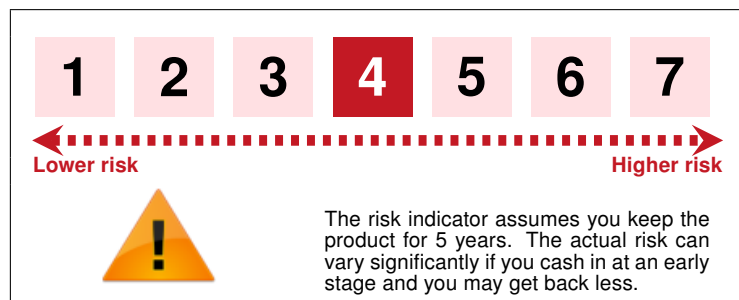 1 2 3 4 5 6 7
Lower risk Higher risk
!
The risk indicator assumes you keep the
product for 5 years. The actual risk can
vary significantly if you cash in at an early
stage and you may get back less.